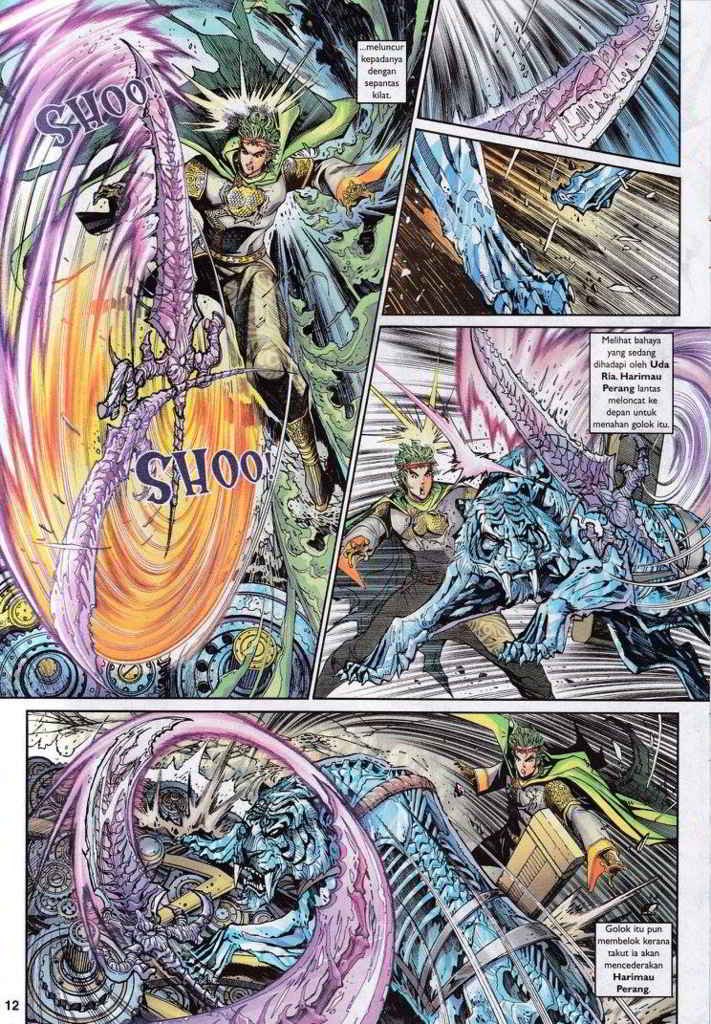 ...meluncur
kepadanya
dengan
sepantas
kilat.
SHOO!
SHOO!
Melihat bahaya
yang sedang
dihadapi oleh Uda
Ria, Harimau
Perang lantas
meloncat ke
depan untuk
menahan golok itu.
Golok itu pun
membelok kerana
takut ia akan
mencederakan
Harimau
Perang.
12